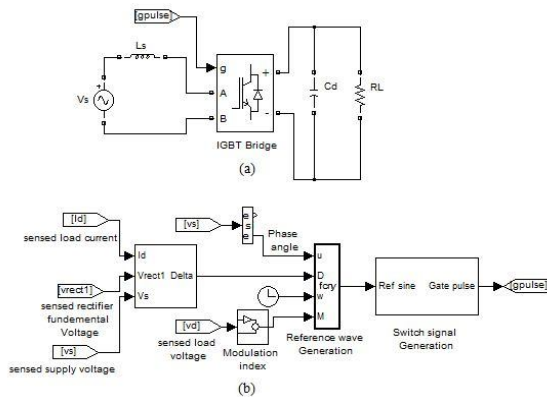 [gpulse]
Ls
Vs
+
g
A
B
+
-
IGBT Bridge
Cd
RL
(a)
[Id]
sensed load current
[vrect1]
sensed rectifier
fundemental
Voltage
[vs]
sensed supply voltage
Id
Vrect1
Vs
Delta
[vs]
Phase
angle
[vd]
sensed load
voltage
Modulation
index
u
D
w
M
fcny
Reference wave
Generation
Ref sine
Gate pulse
Switch signal
Generation
[gpulse]
(b)